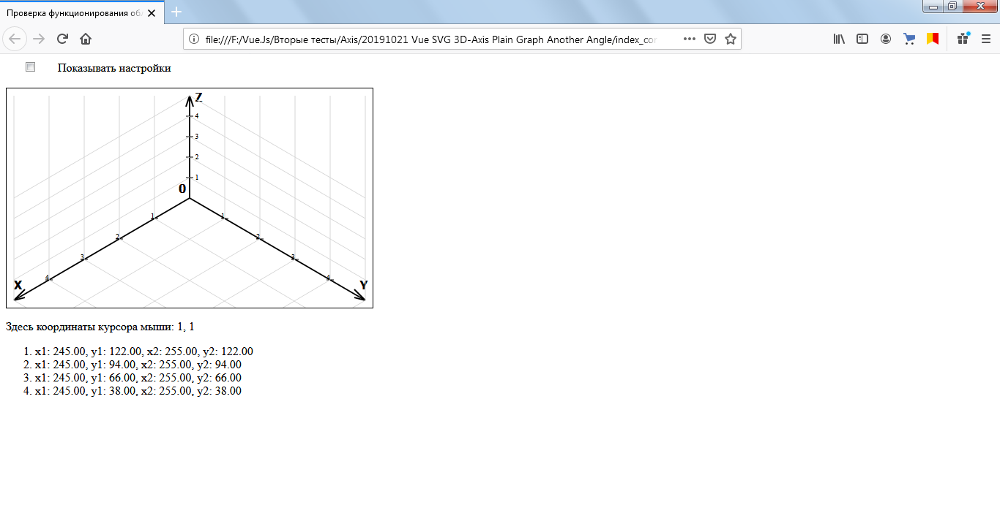 Проверка функционирования обл
file:///F:/Vue.Js/Вторые тесты/Axis/20191021 Vue SVG 3D-Axis Plain Graph Another Angle/index_cor
Показывать настройки
Z
4
3
2
1
0
1
1
2
2
3
3
4
4
X
Y
Здесь координаты курсора мыши: 1, 1
1. x1: 245.00, y1: 122.00, x2: 255.00, y2: 122.00
2. x1: 245.00, y1: 94.00, x2: 255.00, y2: 94.00
3. x1: 245.00, y1: 66.00, x2: 255.00, y2: 66.00
4. x1: 245.00, y1: 38.00, x2: 255.00, y2: 38.00